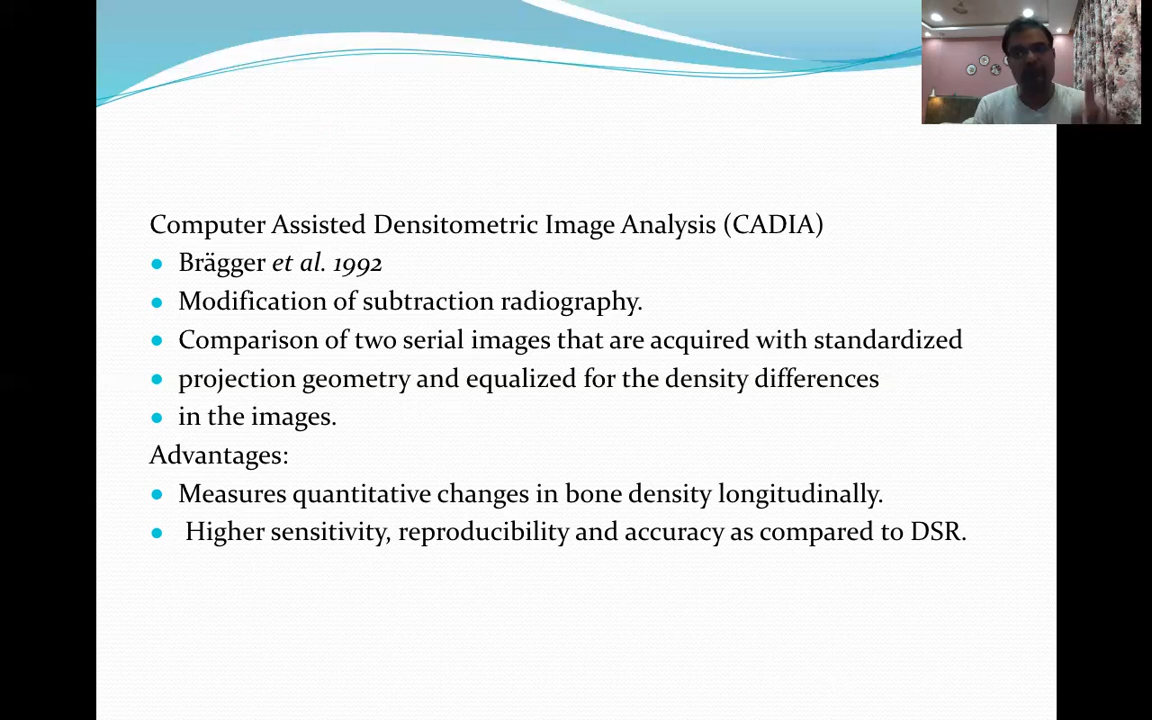 Computer Assisted Densitometric Image Analysis (CADIA)
Brägger et al. 1992
Modification of subtraction radiography.
Comparison of two serial images that are acquired with standardized
projection geometry and equalized for the density differences
in the images.
Advantages:
Measures quantitative changes in bone density longitudinally.
Higher sensitivity, reproducibility and accuracy as compared to DSR.